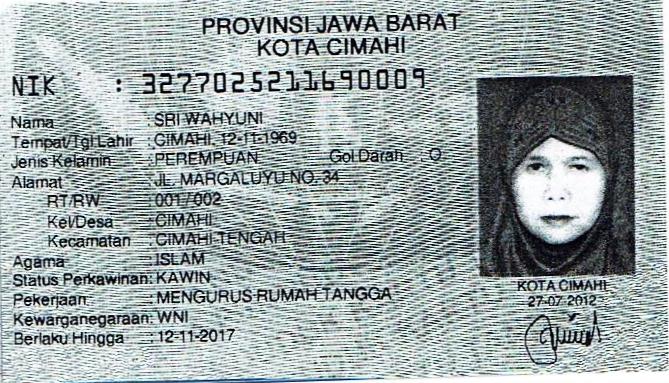 PROVINSI JAWA BARAT
KOTA CIMAHI
NIK : 3277025211690009
Nama : SRI WAHYUNI
Tempat/Tgl Lahir : CIMAHI, 12-11-1969
Jenis Kelamin : PEREMPUAN Gol Darah : O
Alamat : JL. MARGALUYU NO. 34
RT/RW : 001/002
Kel/Desa : CIMAHI
Kecamatan : CIMAHI TENGAH
Agama : ISLAM
Status Perkawinan: KAWIN
Pekerjaan : MENGURUS RUMAH TANGGA
Kewarganegaraan: WNI
Berlaku Hingga : 12-11-2017
KOTA CIMAHI
27-07-2012